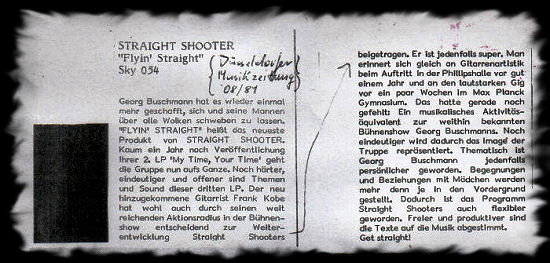 STRAIGHT SHOOTER
"Flyin' Straight"
Sky 054
Düsseldorfer
Musikzeitung
08/81
Georg Buschmann hat es wieder einmal
mehr geschafft, sich und seine Mannen
über alle Wolken schweben zu lassen.
"FLYIN' STRAIGHT" heißt das neueste
Produkt von STRAIGHT SHOOTER.
Kaum ein Jahr nach Veröffentlichung
ihrer 2. LP 'My Time, Your Time' geht
die Gruppe nun aufs Ganze. Noch härter,
eindeutiger und offener sind Themen
und Sound dieser dritten LP. Der neu
hinzugekommene Gitarrist Frank Kobe
hat wohl auch durch seinen weit
reichenden Aktionsradius in der Bühnen-
show entscheidend zur Weiter-
entwicklung Straight Shooters
beigetragen. Er ist jedenfalls super. Man
erinnert sich gleich an Gitarrenartistik
beim Auftritt in der Philipshalle vor gut
einem Jahr und an den lautstarken Gig
vor ein paar Wochen im Max Planck
Gymnasium. Das hatte gerade noch
gefehlt: Ein musikalisches Aktivitäts-
äquivalent zur weithin bekannten
Bühnenshow Georg Buschmanns. Noch
eindeutiger wird dadurch das Image der
Truppe repräsentiert. Thematisch ist
Georg Buschmann jedenfalls
persönlicher geworden. Begegnungen
und Beziehungen mit Mädchen werden
mehr denn je in den Vordergrund
gestellt. Dadurch ist das Programm
Straight Shooters auch flexibler
geworden. Freier und produktiver sind
die Texte auf die Musik abgestimmt.
Get straight!